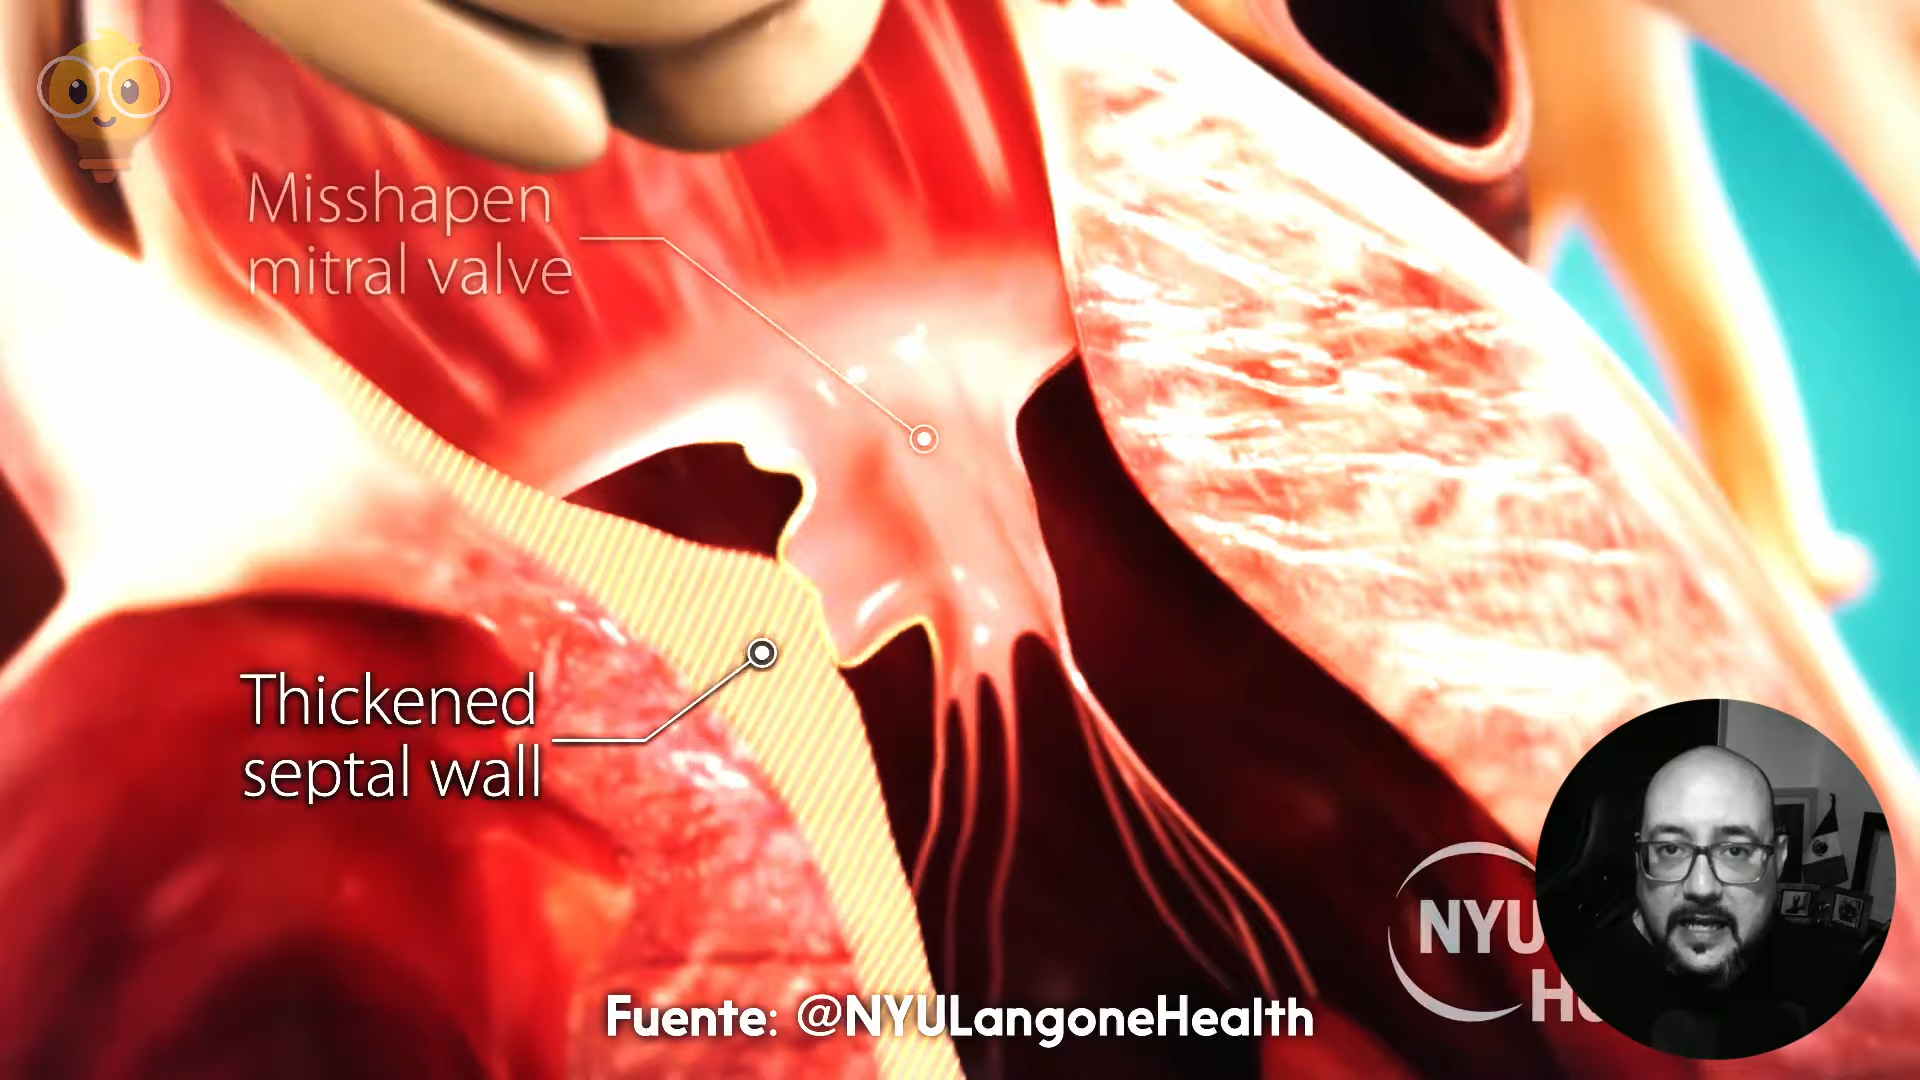 Misshapen
mitral valve
Thickened
septal wall
NYU
Fuente: @NYULangoneHealth